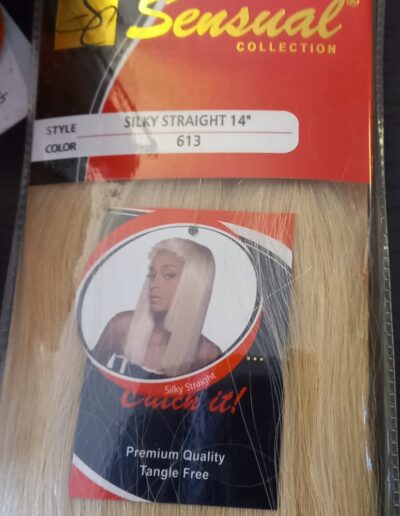 Sensual®
COLLECTION
STYLE SILKY STRAIGHT 14"
COLOR 613
Silky Straight
Catch it!
Premium Quality
Tangle Free